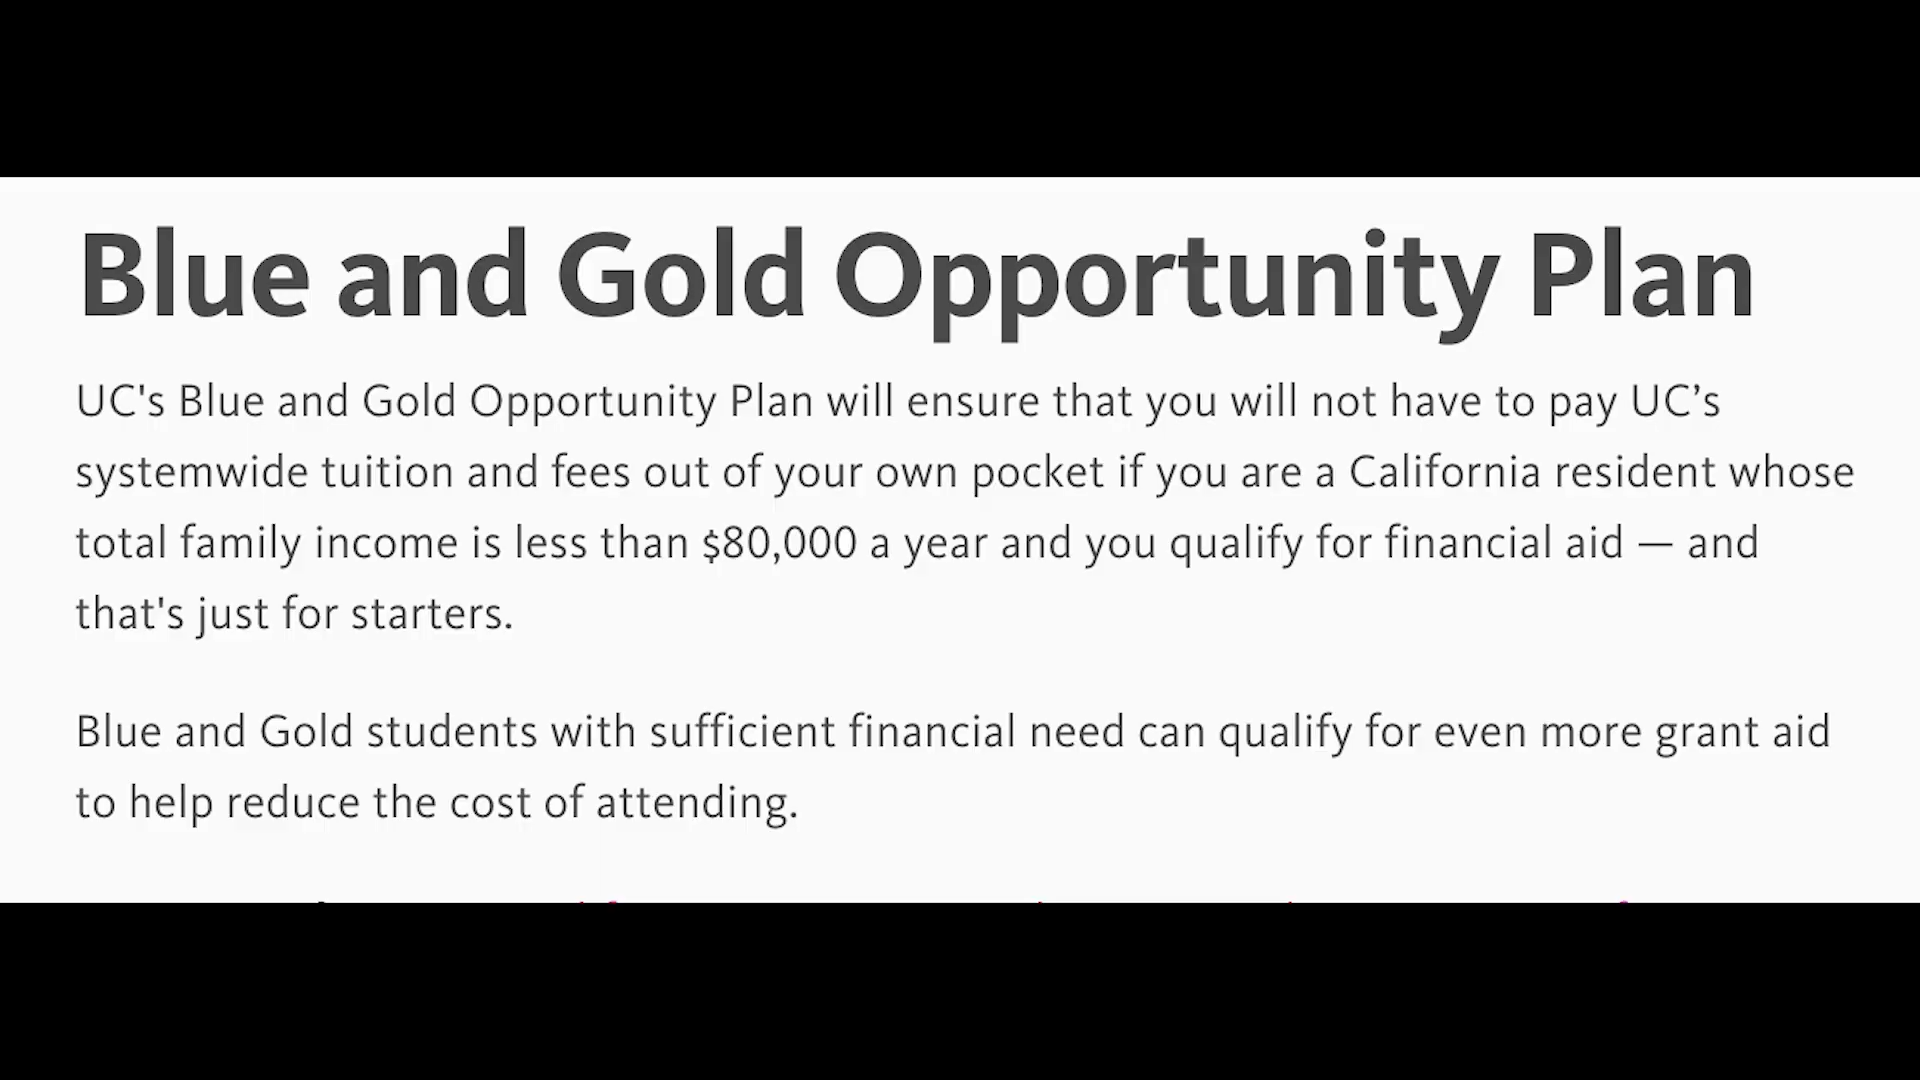 Blue and Gold Opportunity Plan
UC's Blue and Gold Opportunity Plan will ensure that you will not have to pay UC’s
systemwide tuition and fees out of your own pocket if you are a California resident whose
total family income is less than $80,000 a year and you qualify for financial aid — and
that's just for starters.
Blue and Gold students with sufficient financial need can qualify for even more grant aid
to help reduce the cost of attending.